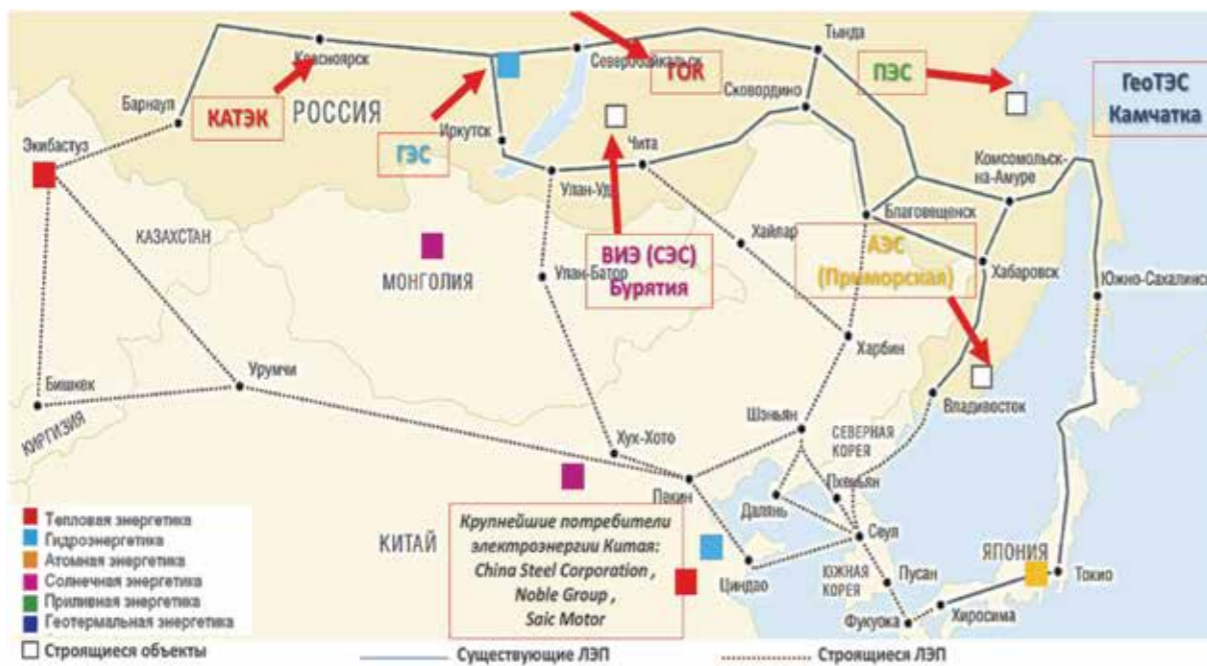 Тында
Красноярск
Северобайкальск
ТОК
ПЭС
ГеоТЭС
Камчатка
Сковордино
КАТЭК
РОССИЯ
Барнаул
Иркутск
ГЭС
Чита
Экибастуз
Комсомольск-
на-Амуре
Улан-Удэ
Благовещенск
КАЗАХСТАН
Хайлар
ВИЭ (СЭС)
Бурятия
АЭС
(Приморская)
Хабаровск
МОНГОЛИЯ
Улан-Батор
Южно-Сахалинск
Харбин
Урумчи
Бишкек
Владивосток
КИРГИЗИЯ
Шэньян
СЕВЕРНАЯ
КОРЕЯ
Хух-Хото
Пекин
Пхеньян
Далянь
Сеул
КИТАЙ
Крупнейшие потребители
электроэнергии Китая:
China Steel Corporation ,
Noble Group ,
Saic Motor
Циндао
ЮЖНАЯ
КОРЕЯ
Пусан
ЯПОНИЯ
Токио
Хиросима
Фукуока
Тепловая энергетика
Гидроэнергетика
Атомная энергетика
Солнечная энергетика
Приливная энергетика
Геотермальная энергетика
Строящиеся объекты
Существующие ЛЭП
Строящиеся ЛЭП